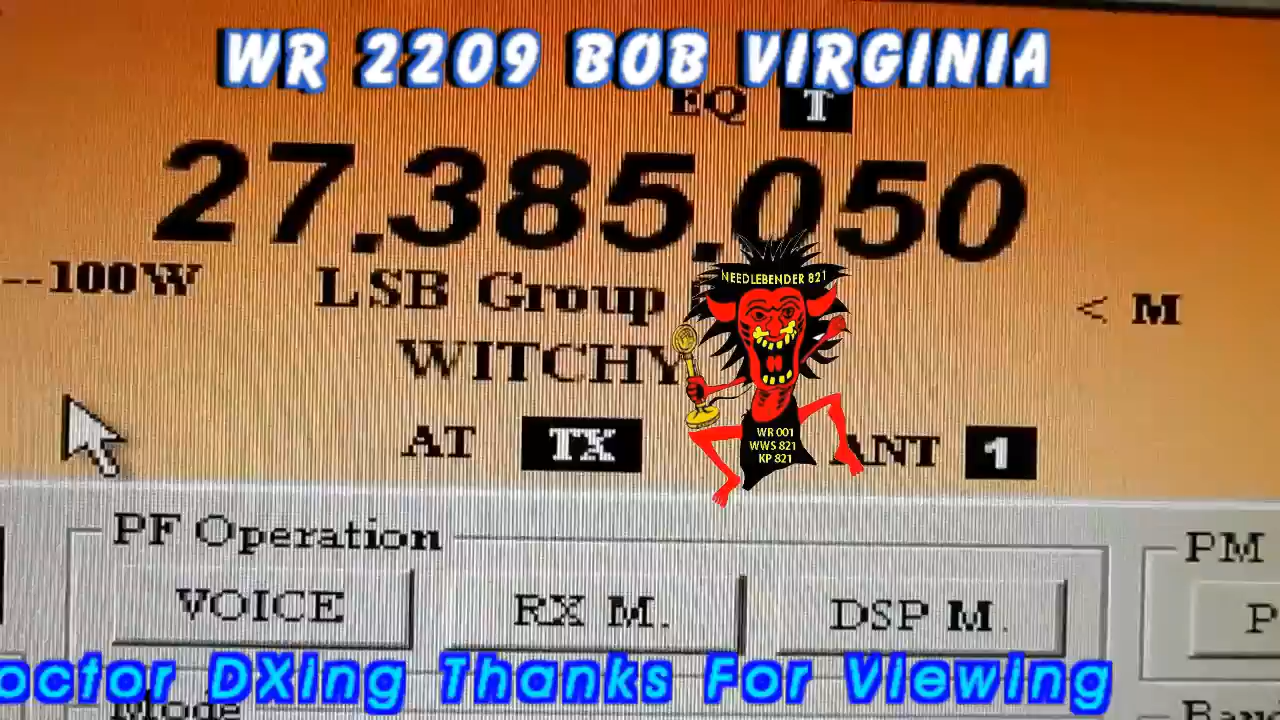 WR 2209 BOB VIRGINIA
EQ T
27.385.050
--100W LSB Group < M
NEEDLEBENDER 821
WITCHY
WR 001
WWS 821
KP 821
AT TX ANT 1
PF Operation PM
VOICE RX M. DSP M. P
octor DXing Thanks For Viewing
Mode